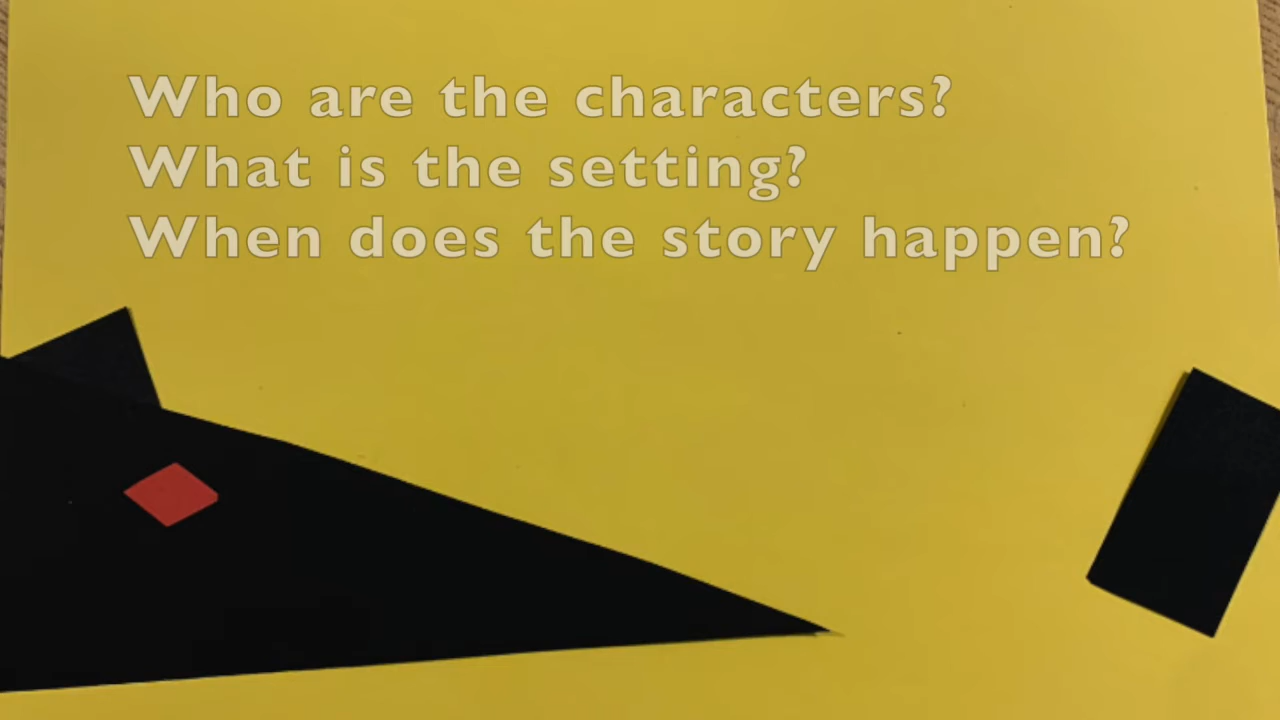 Who are the characters?
What is the setting?
When does the story happen?